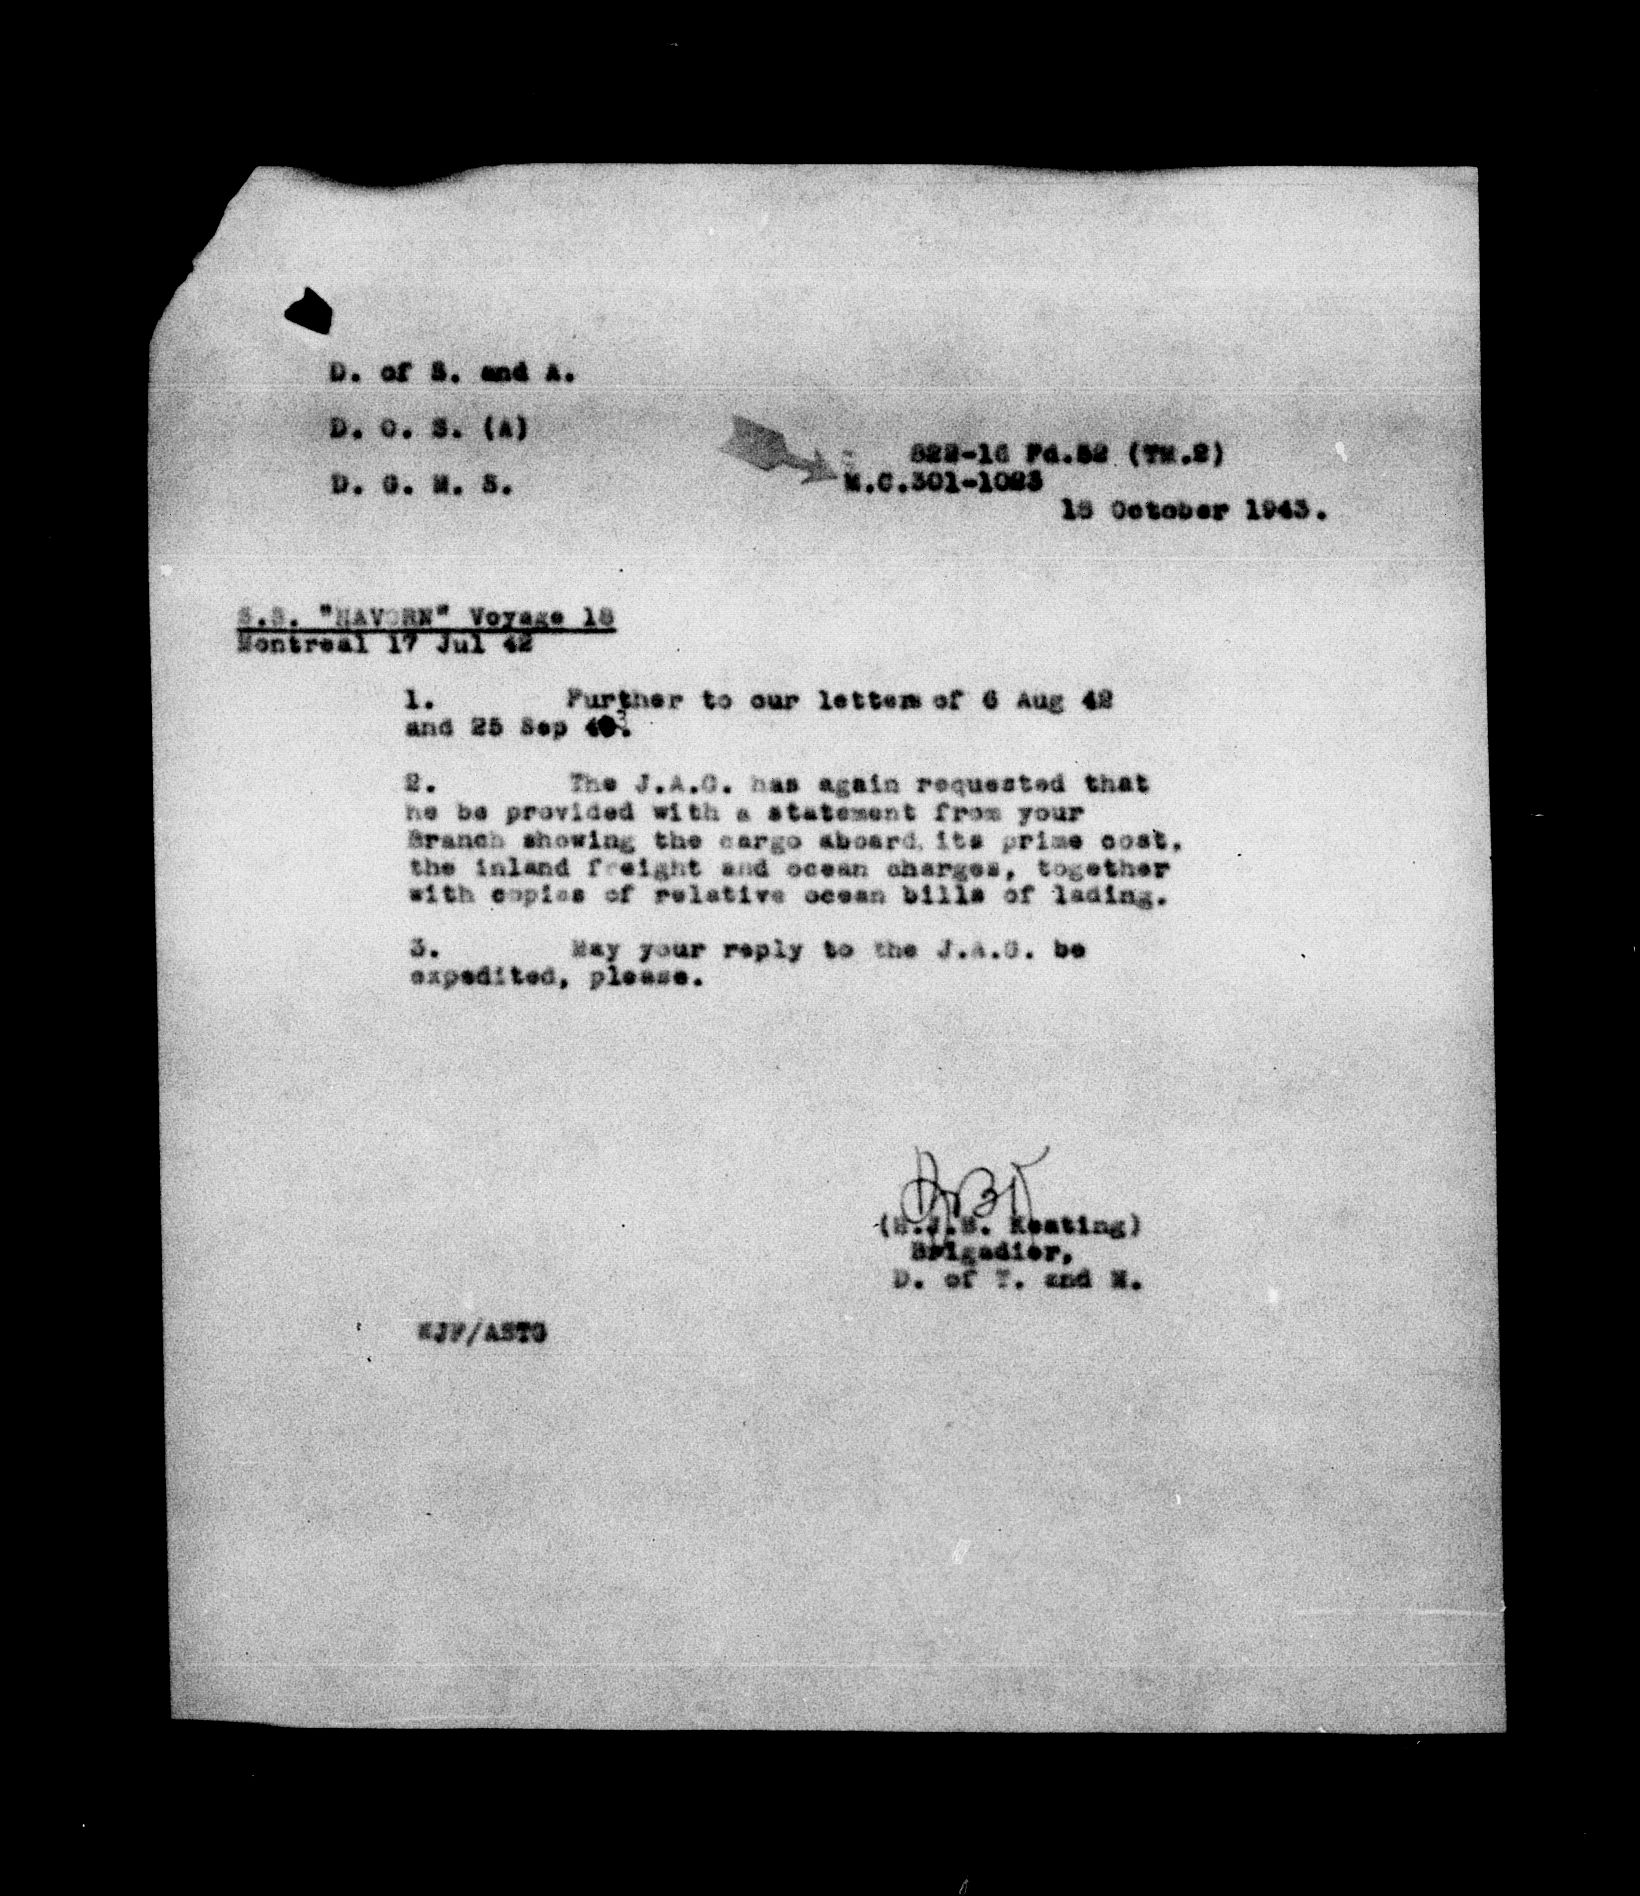 D. of S. and A.
D. O. S. (A)
D. G. M. S.
822-16 Fd.52 (TM.2)
M.C.301-1023
18 October 1943.
S.S. "HAVORN" Voyage 18
Montreal 17 Jul 42
1. Further to our letters of 6 Aug 42
and 25 Sep 43.
2. The J.A.G. has again requested that
he be provided with a statement from your
Branch showing the cargo aboard, its prime cost,
the inland freight and ocean charges, together
with copies of relative ocean bills of lading.
3. May your reply to the J.A.G. be
expedited, please.
Keating)
Brigadier,
D. of T. and M.
/ASTG